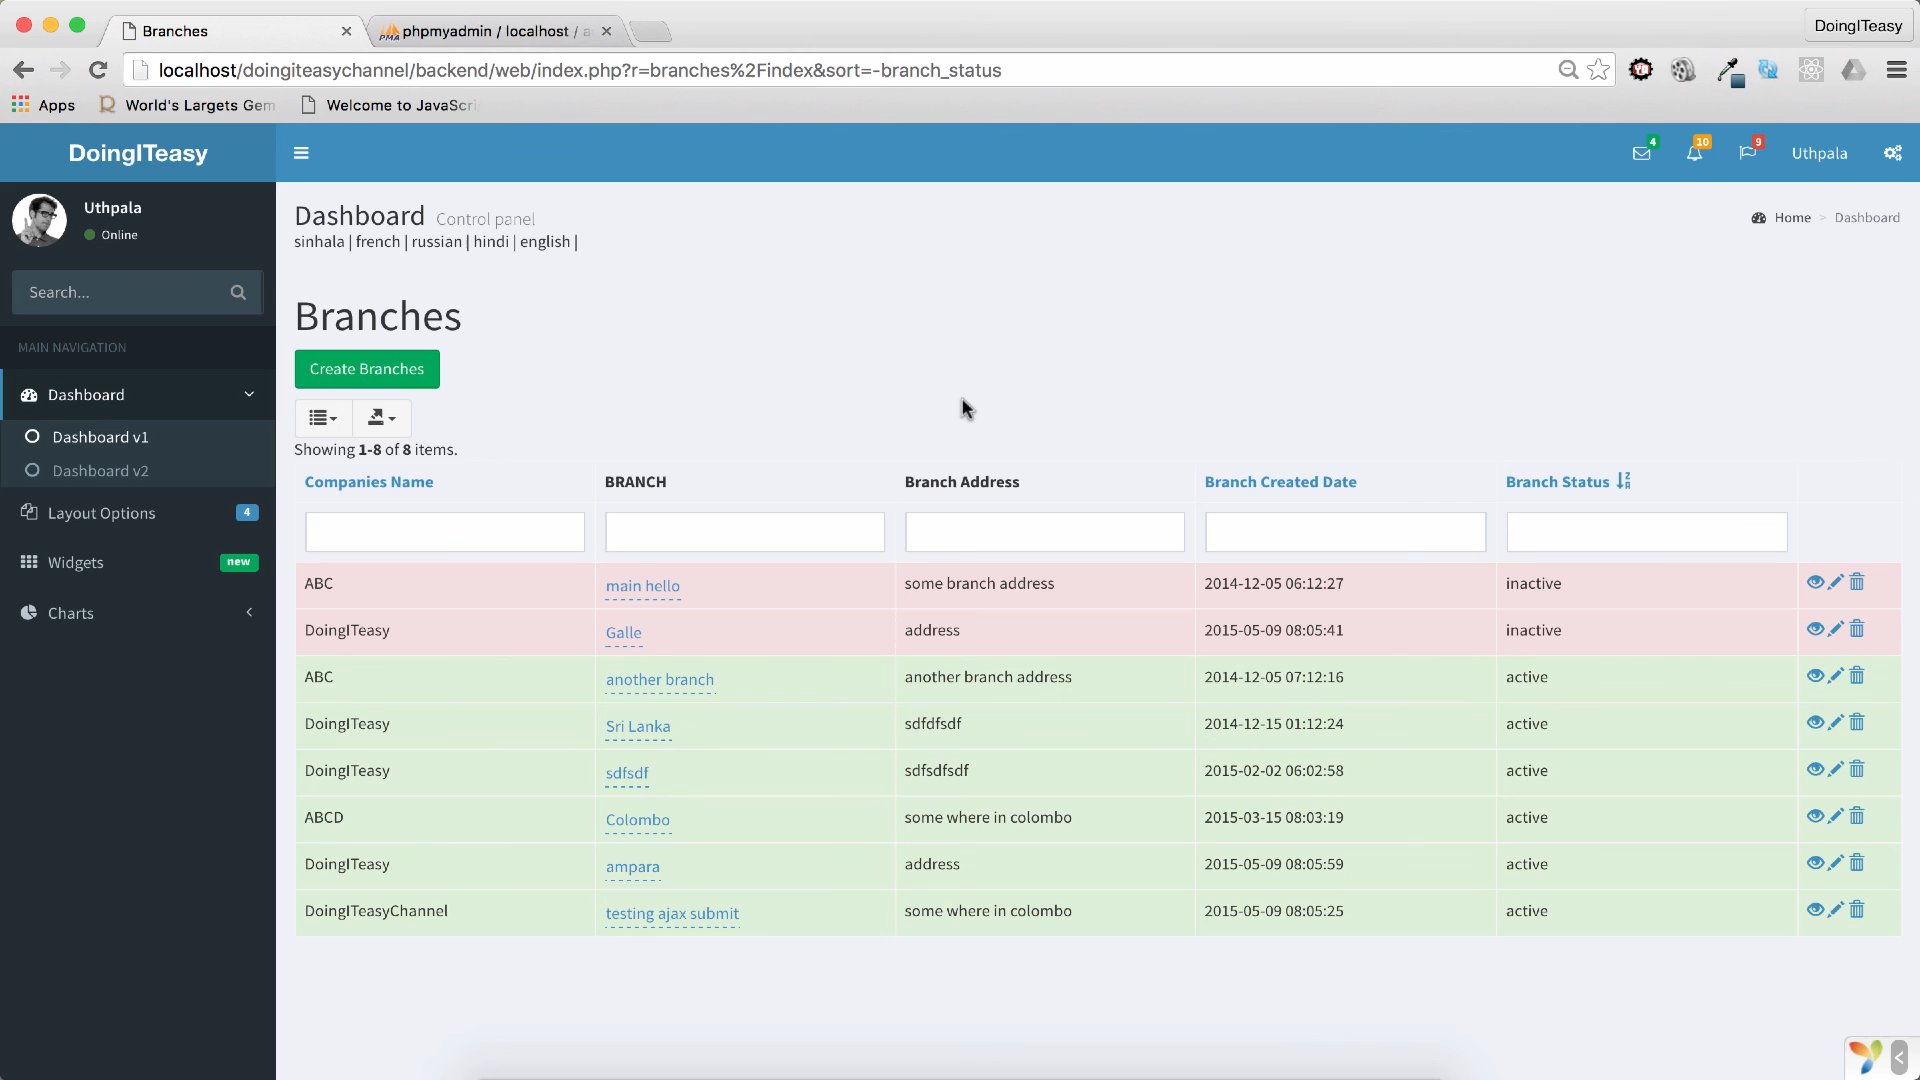 Branches
phpmyadmin / localhost / a
DoingITeasy
localhost/doingiteasychannel/backend/web/index.php?r=branches%2Findex&sort=-branch_status
Apps World's Largets Gem Welcome to JavaScri
DoingITeasy
4 10 9 Uthpala
Uthpala
Online
Search...
MAIN NAVIGATION
Dashboard
Dashboard v1
Dashboard v2
Layout Options 4
Widgets new
Charts
Dashboard Control panel
Home > Dashboard
sinhala | french | russian | hindi | english |
Branches
Create Branches
Showing 1-8 of 8 items.
Companies Name BRANCH Branch Address Branch Created Date Branch Status
ABC main hello some branch address 2014-12-05 06:12:27 inactive
DoingITeasy Galle address 2015-05-09 08:05:41 inactive
ABC another branch another branch address 2014-12-05 07:12:16 active
DoingITeasy Sri Lanka sdfdfsdf 2014-12-15 01:12:24 active
DoingITeasy sdfsdf sdfsdfsdf 2015-02-02 06:02:58 active
ABCD Colombo some where in colombo 2015-03-15 08:03:19 active
DoingITeasy ampara address 2015-05-09 08:05:59 active
DoingITeasyChannel testing ajax submit some where in colombo 2015-05-09 08:05:25 active